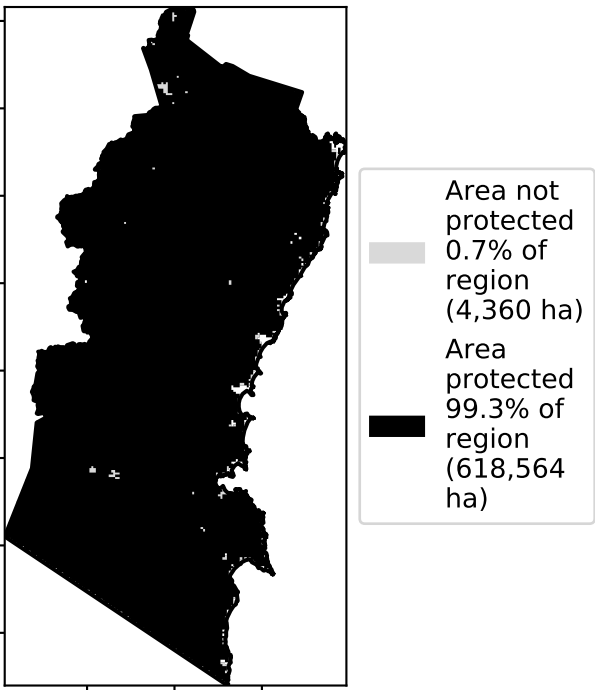 Area not
protected
0.7% of
region
(4,360 ha)
Area
protected
99.3% of
region
(618,564
ha)